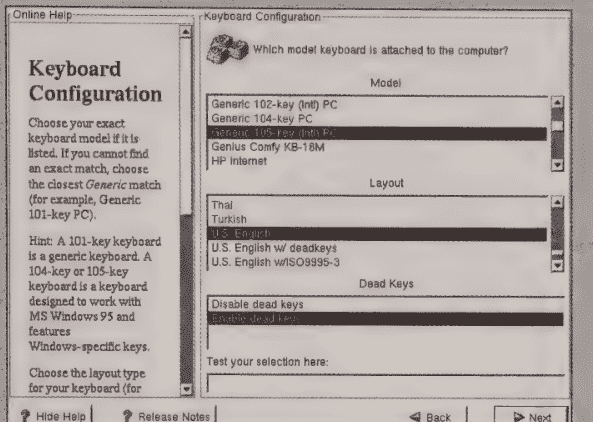 Online Help
Keyboard
Configuration
Choose your exact
keyboard model if it is
listed. If you cannot find
an exact match, choose
the closest Generic match
(for example, Generic
101-key PC).
Hint: A 101-key keyboard
is a generic keyboard. A
104-key or 105-key
keyboard is a keyboard
designed to work with
MS Windows 95 and
features
Windows-specific keys.
Choose the layout type
for your keyboard (for
Keyboard Configuration
Which model keyboard is attached to the computer?
Model
Generic 102-key (Intl) PC
Generic 104-key PC
Generic 105-key (Intl) PC
Genius Comfy KB-16M
HP Internet
Layout
Thai
Turkish
U.S. English
U.S. English w/ deadkeys
U.S. English w/ISO9995-3
Dead Keys
Disable dead keys
Enable dead keys
Test your selection here:
Hide Help
Release Notes
Back
Next